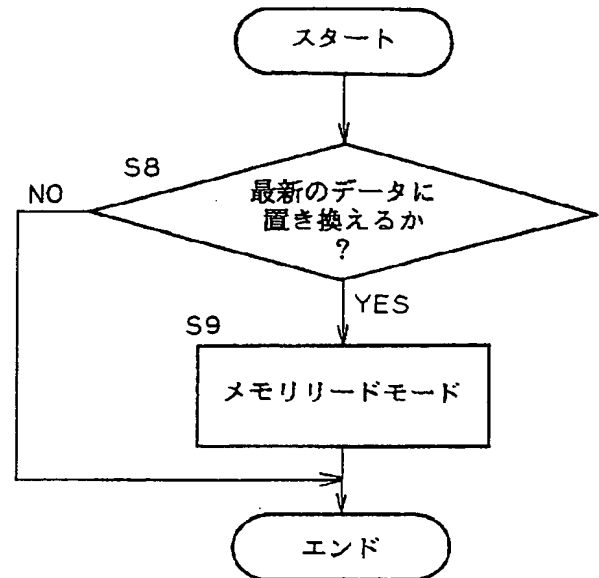 スタート
S8
NO
最新のデータに
置き換えるか
?
YES
S9
メモリリードモード
エンド